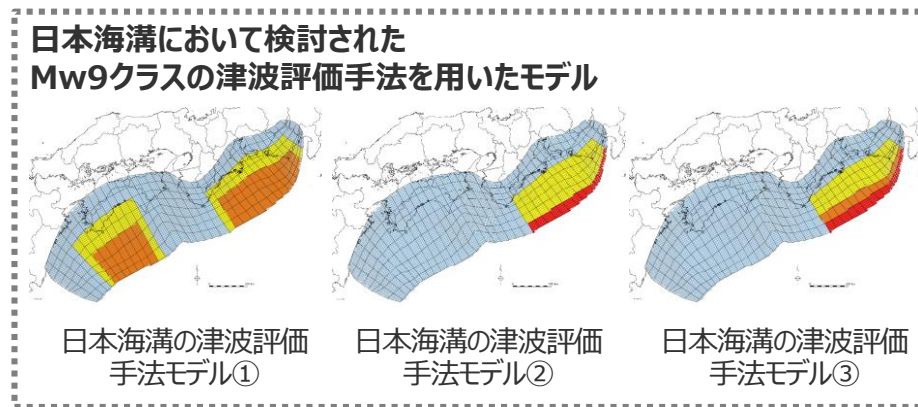 日本海溝において検討された
Mw9クラスの津波評価手法を用いたモデル
日本海溝の津波評価
手法モデル①
日本海溝の津波評価
手法モデル②
日本海溝の津波評価
手法モデル③